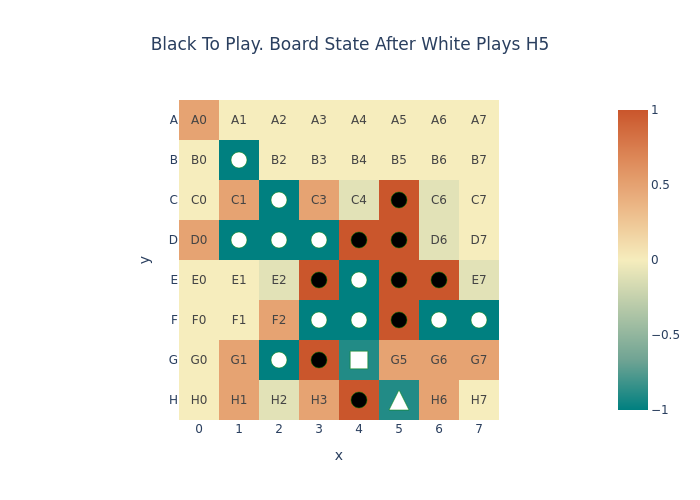 Black To Play. Board State After White Plays H5
A A0 A1 A2 A3 A4 A5 A6 A7
B B0 B2 B3 B4 B5 B6 B7
C C0 C1 C3 C4 C6 C7
D D0 D6 D7
E E0 E1 E2 E7
F F0 F1 F2
G G0 G1 G5 G6 G7
H H0 H1 H2 H3 H6 H7
0 1 2 3 4 5 6 7
x
y
1
0.5
0
−0.5
−1